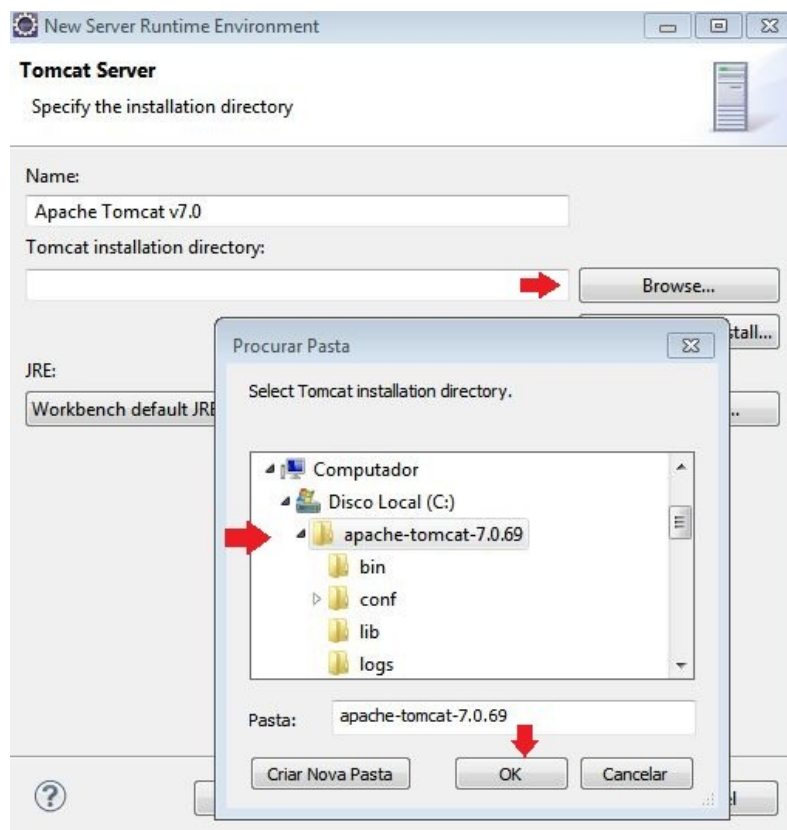 New Server Runtime Environment
Tomcat Server
Specify the installation directory
Name:
Apache Tomcat v7.0
Tomcat installation directory:
Browse...
Procurar Pasta
JRE:
Workbench default JRE
Select Tomcat installation directory.
Computador
Disco Local (C:)
apache-tomcat-7.0.69
bin
conf
lib
logs
Pasta: apache-tomcat-7.0.69
Criar Nova Pasta OK Cancelar
?